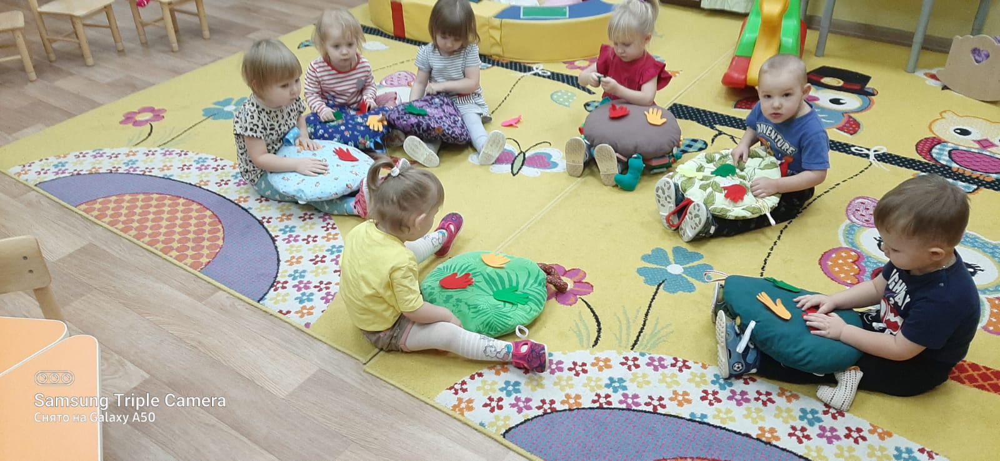 ADVENTURE
Samsung Triple Camera
Снято на Galaxy A50